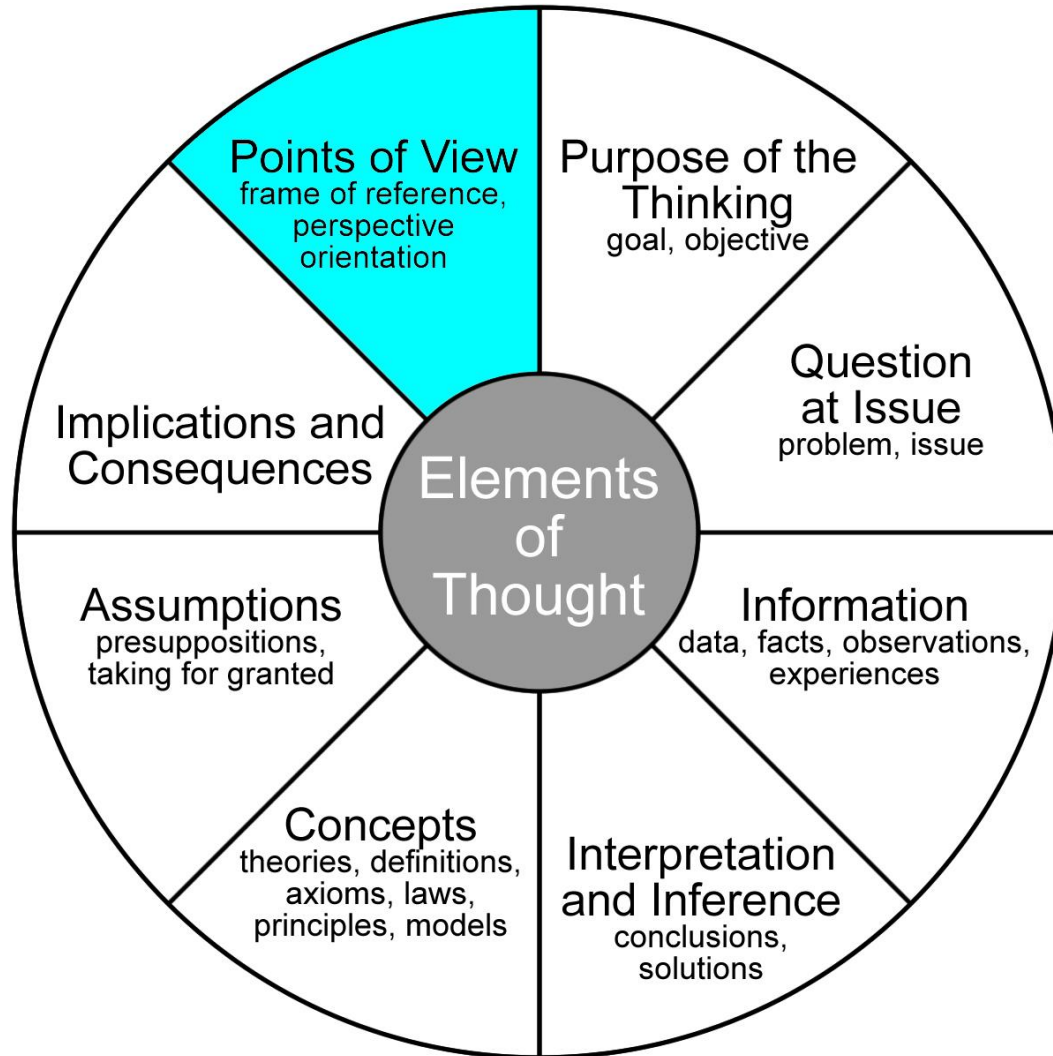 Points of View
frame of reference,
perspective
orientation
Purpose of the
Thinking
goal, objective
Question
at Issue
problem, issue
Information
data, facts, observations,
experiences
Interpretation
and Inference
conclusions,
solutions
Concepts
theories, definitions,
axioms, laws,
principles, models
Assumptions
presuppositions,
taking for granted
Implications and
Consequences
Elements
of
Thought